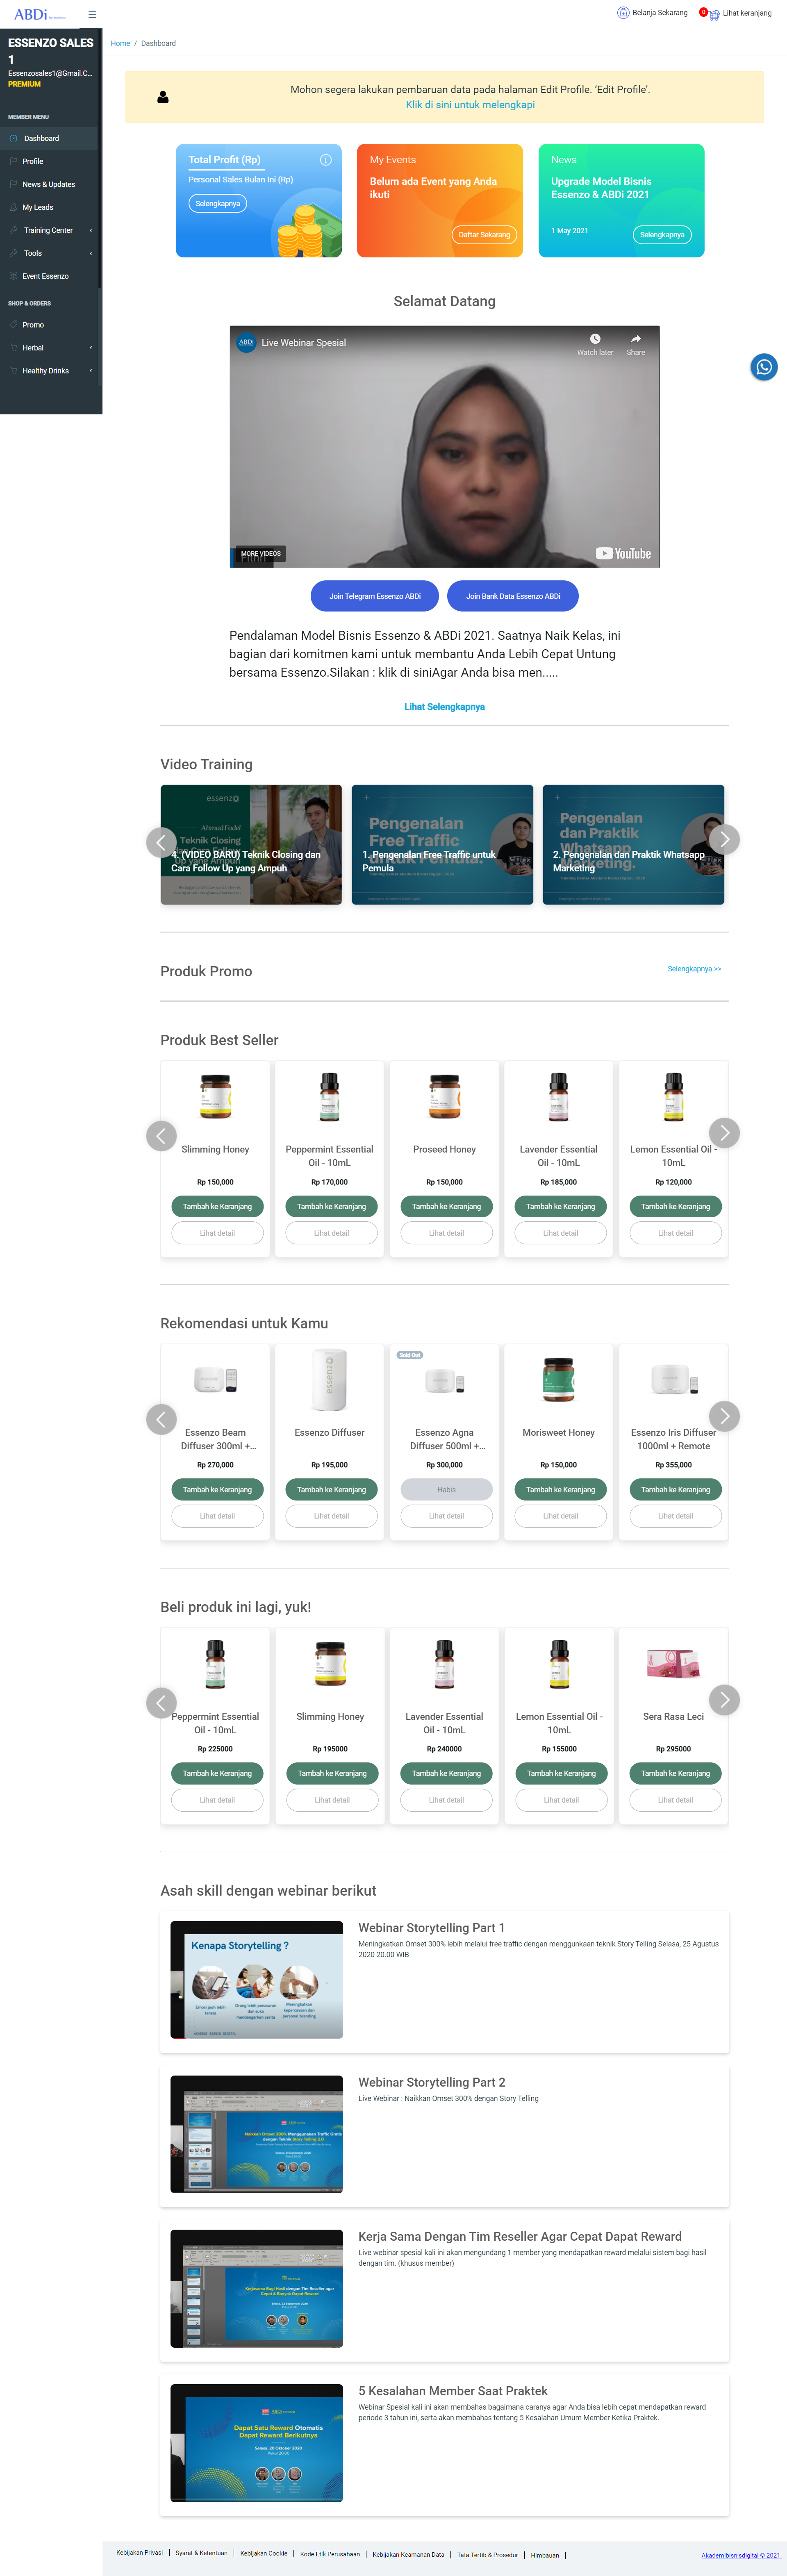 ABDi
Belanja Sekarang
0
Lihat keranjang
ESSENZO SALES
1
Essenzosales1@Gmail.C...
PREMIUM
MEMBER MENU
Dashboard
Profile
News & Updates
My Leads
Training Center
Tools
Event Essenzo
SHOP & ORDERS
Promo
Herbal
Healthy Drinks
Home / Dashboard
Mohon segera lakukan pembaruan data pada halaman Edit Profile. ‘Edit Profile’.
Klik di sini untuk melengkapi
Total Profit (Rp)
Personal Sales Bulan Ini (Rp)
Selengkapnya
My Events
Belum ada Event yang Anda
ikuti
Daftar Sekarang
News
Upgrade Model Bisnis
Essenzo & ABDi 2021
1 May 2021
Selengkapnya
Selamat Datang
ABDi
Live Webinar Spesial
Watch later
Share
MORE VIDEOS
YouTube
Join Telegram Essenzo ABDi
Join Bank Data Essenzo ABDi
Pendalaman Model Bisnis Essenzo & ABDi 2021. Saatnya Naik Kelas, ini
bagian dari komitmen kami untuk membantu Anda Lebih Cepat Untung
bersama Essenzo.Silakan : klik di siniAgar Anda bisa men.....
Lihat Selengkapnya
Video Training
essenzo
Ahmad Fadel
Teknik Closing
4. (VIDEO BARU) Teknik Closing dan
Cara Follow Up yang Ampuh
Pengenalan
Free Traffic
1. Pengenalan Free Traffic untuk
Pemula
Pengenalan
dan Praktik
Whatsapp
2. Pengenalan dan Praktik Whatsapp
Marketing
Produk Promo
Selengkapnya >>
Produk Best Seller
Slimming Honey
Rp 150,000
Tambah ke Keranjang
Lihat detail
Peppermint Essential
Oil - 10mL
Rp 170,000
Tambah ke Keranjang
Lihat detail
Proseed Honey
Rp 150,000
Tambah ke Keranjang
Lihat detail
Lavender Essential
Oil - 10mL
Rp 185,000
Tambah ke Keranjang
Lihat detail
Lemon Essential Oil -
10mL
Rp 120,000
Tambah ke Keranjang
Lihat detail
Rekomendasi untuk Kamu
Essenzo Beam
Diffuser 300ml +...
Rp 270,000
Tambah ke Keranjang
Lihat detail
essenzo
Essenzo Diffuser
Rp 195,000
Tambah ke Keranjang
Lihat detail
Sold Out
Essenzo Agna
Diffuser 500ml +...
Rp 300,000
Habis
Lihat detail
Morisweet Honey
Rp 150,000
Tambah ke Keranjang
Lihat detail
Essenzo Iris Diffuser
1000ml + Remote
Rp 355,000
Tambah ke Keranjang
Lihat detail
Beli produk ini lagi, yuk!
Peppermint Essential
Oil - 10mL
Rp 225000
Tambah ke Keranjang
Lihat detail
Slimming Honey
Rp 195000
Tambah ke Keranjang
Lihat detail
Lavender Essential
Oil - 10mL
Rp 240000
Tambah ke Keranjang
Lihat detail
Lemon Essential Oil -
10mL
Rp 155000
Tambah ke Keranjang
Lihat detail
Sera Rasa Leci
Rp 295000
Tambah ke Keranjang
Lihat detail
Asah skill dengan webinar berikut
Kenapa Storytelling ?
Webinar Storytelling Part 1
Meningkatkan Omset 300% lebih melalui free traffic dengan menggunkaan teknik Story Telling Selasa, 25 Agustus
2020 20.00 WIB
Webinar Storytelling Part 2
Live Webinar : Naikkan Omset 300% dengan Story Telling
Kerja Sama Dengan Tim Reseller Agar Cepat Dapat Reward
Live webinar spesial kali ini akan mengundang 1 member yang mendapatkan reward melalui sistem bagi hasil
dengan tim. (khusus member)
Dapat Satu Reward Otomatis
Dapat Reward Berikutnya
Selasa, 20 Oktober 2020
5 Kesalahan Member Saat Praktek
Webinar Spesial kali ini akan membahas bagaimana caranya agar Anda bisa lebih cepat mendapatkan reward
periode 3 tahun ini, serta akan membahas tentang 5 Kesalahan Umum Member Ketika Praktek.
Kebijakan Privasi | Syarat & Ketentuan | Kebijakan Cookie | Kode Etik Perusahaan | Kebijakan Keamanan Data | Tata Tertib & Prosedur | Himbauan |
Akademibisnisdigital © 2021.